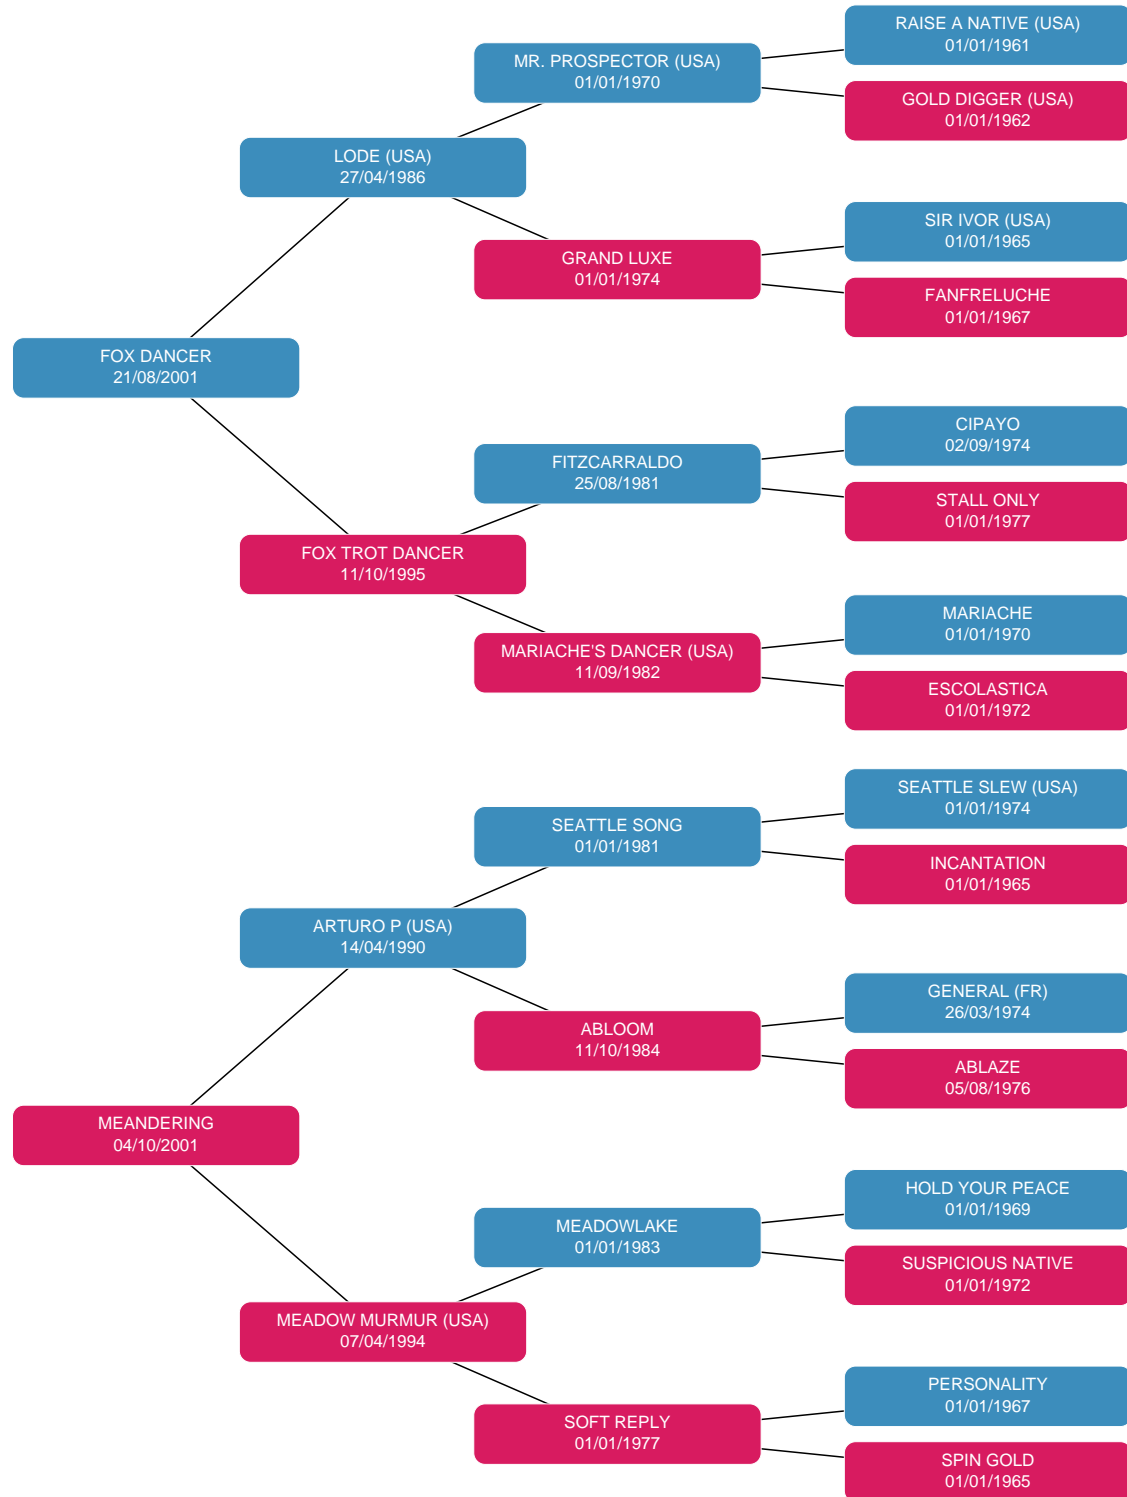 RAISE A NATIVE (USA)
01/01/1961
MR. PROSPECTOR (USA)
01/01/1970
GOLD DIGGER (USA)
01/01/1962
LODE (USA)
27/04/1986
SIR IVOR (USA)
01/01/1965
GRAND LUXE
01/01/1974
FANFRELUCHE
01/01/1967
FOX DANCER
21/08/2001
CIPAYO
02/09/1974
FITZCARRALDO
25/08/1981
STALL ONLY
01/01/1977
FOX TROT DANCER
11/10/1995
MARIACHE
01/01/1970
MARIACHE'S DANCER (USA)
11/09/1982
ESCOLASTICA
01/01/1972
SEATTLE SLEW (USA)
01/01/1974
SEATTLE SONG
01/01/1981
INCANTATION
01/01/1965
ARTURO P (USA)
14/04/1990
GENERAL (FR)
26/03/1974
ABLOOM
11/10/1984
ABLAZE
05/08/1976
MEANDERING
04/10/2001
HOLD YOUR PEACE
01/01/1969
MEADOWLAKE
01/01/1983
SUSPICIOUS NATIVE
01/01/1972
MEADOW MURMUR (USA)
07/04/1994
PERSONALITY
01/01/1967
SOFT REPLY
01/01/1977
SPIN GOLD
01/01/1965